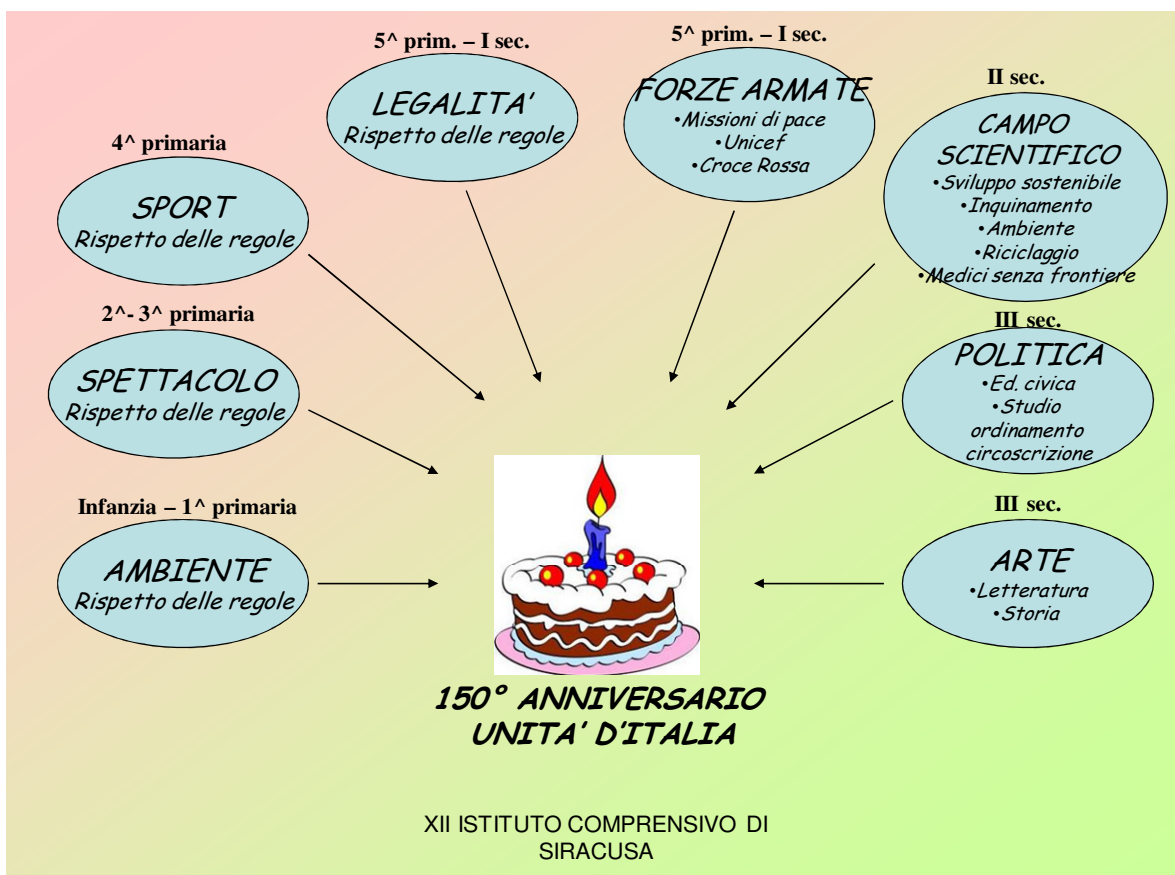 5^ prim. – I sec.
LEGALITA'
Rispetto delle regole
5^ prim. – I sec.
FORZE ARMATE
•Missioni di pace
•Unicef
•Croce Rossa
II sec.
CAMPO
SCIENTIFICO
•Sviluppo sostenibile
•Inquinamento
•Ambiente
•Riciclaggio
•Medici senza frontiere
4^ primaria
SPORT
Rispetto delle regole
2^- 3^ primaria
SPETTACOLO
Rispetto delle regole
III sec.
POLITICA
•Ed. civica
•Studio
ordinamento
circoscrizione
Infanzia – 1^ primaria
AMBIENTE
Rispetto delle regole
III sec.
ARTE
•Letteratura
•Storia
150° ANNIVERSARIO
UNITA' D'ITALIA
XII ISTITUTO COMPRENSIVO DI
SIRACUSA